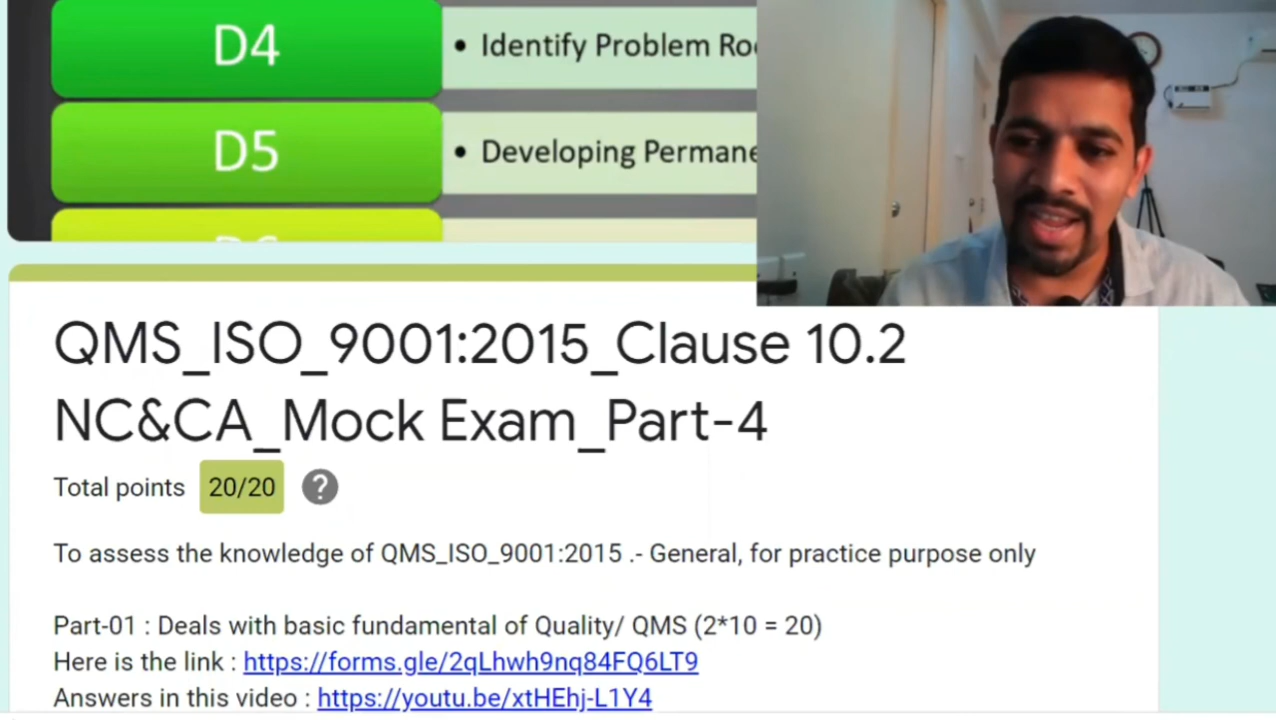 D4
• Identify Problem
D5
• Developing
QMS_ISO_9001:2015_Clause 10.2
NC&CA_Mock Exam_Part-4
Total points 20/20 ?
To assess the knowledge of QMS_ISO_9001:2015 .- General, for practice purpose only
Part-01 : Deals with basic fundamental of Quality/ QMS (2*10 = 20)
Here is the link : https://forms.gle/2qLhwh9nq84FQ6LT9
Answers in this video : https://youtu.be/xtHEhj-L1Y4